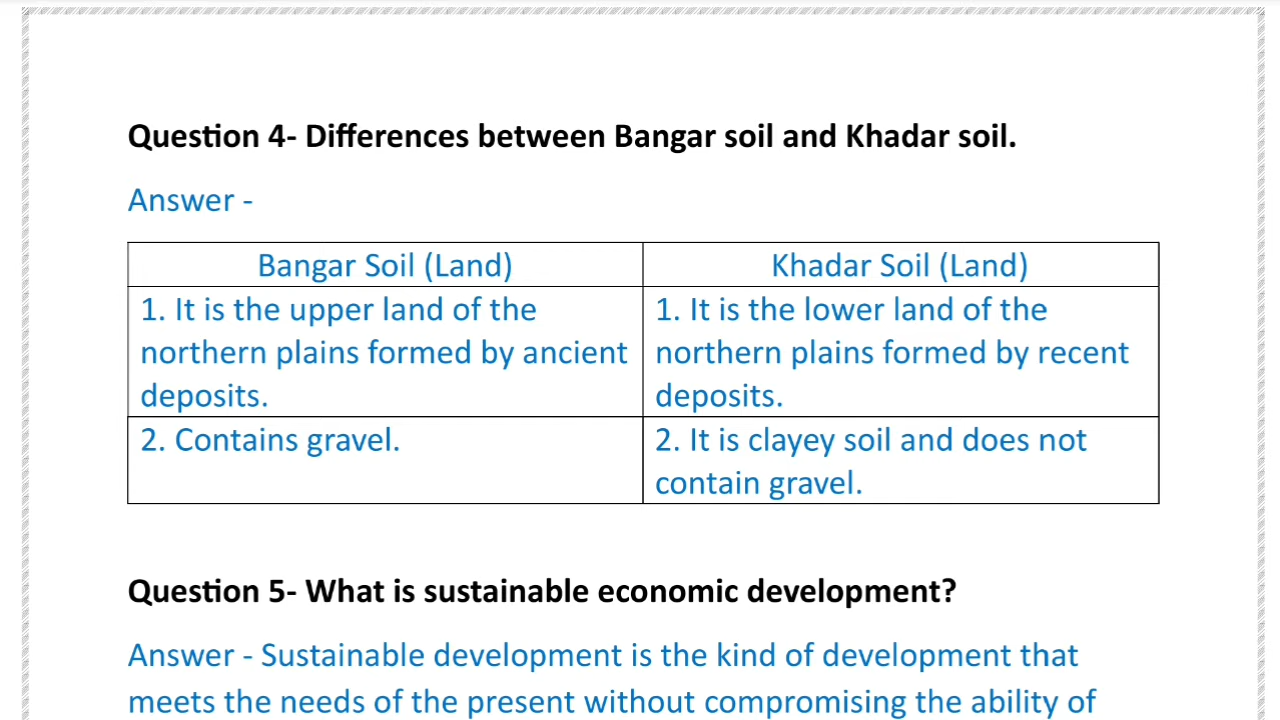 Question 4- Differences between Bangar soil and Khadar soil.
Answer -
Bangar Soil (Land)
Khadar Soil (Land)
1. It is the upper land of the
northern plains formed by ancient
deposits.
1. It is the lower land of the
northern plains formed by recent
deposits.
2. Contains gravel.
2. It is clayey soil and does not
contain gravel.
Question 5- What is sustainable economic development?
Answer - Sustainable development is the kind of development that
meets the needs of the present without compromising the ability of